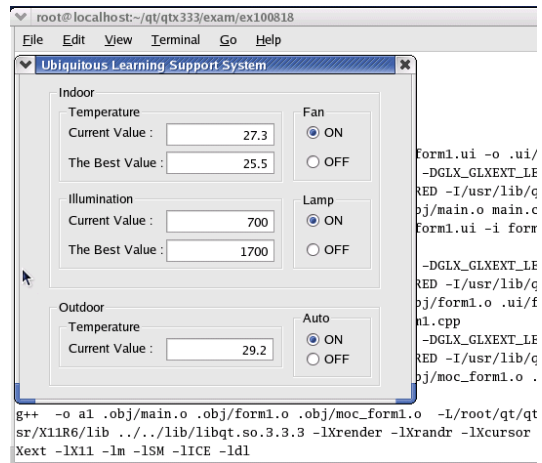 root@localhost:~/qt/qtx333/exam/ex100818
File Edit View Terminal Go Help
Ubiquitous Learning Support System
Indoor
Temperature
Current Value : 27.3
The Best Value : 25.5
Fan
ON
OFF
Illumination
Current Value : 700
The Best Value : 1700
Lamp
ON
OFF
Outdoor
Temperature
Current Value : 29.2
Auto
ON
OFF
form1.ui -o .ui/
-DGLX_GLXEXT_LE
RED -I/usr/lib/q
bj/main.o main.c
form1.ui -i form
-DGLX_GLXEXT_LE
RED -I/usr/lib/q
bj/form1.o .ui/f
m1.cpp
-DGLX_GLXEXT_LE
RED -I/usr/lib/q
bj/moc_form1.o .
g++ -o a1 .obj/main.o .obj/form1.o .obj/moc_form1.o -L/root/qt/qt
sr/X11R6/lib ../../lib/libqt.so.3.3.3 -lXrender -lXrandr -lXcursor
Xext -lX11 -lm -lSM -lICE -ldl